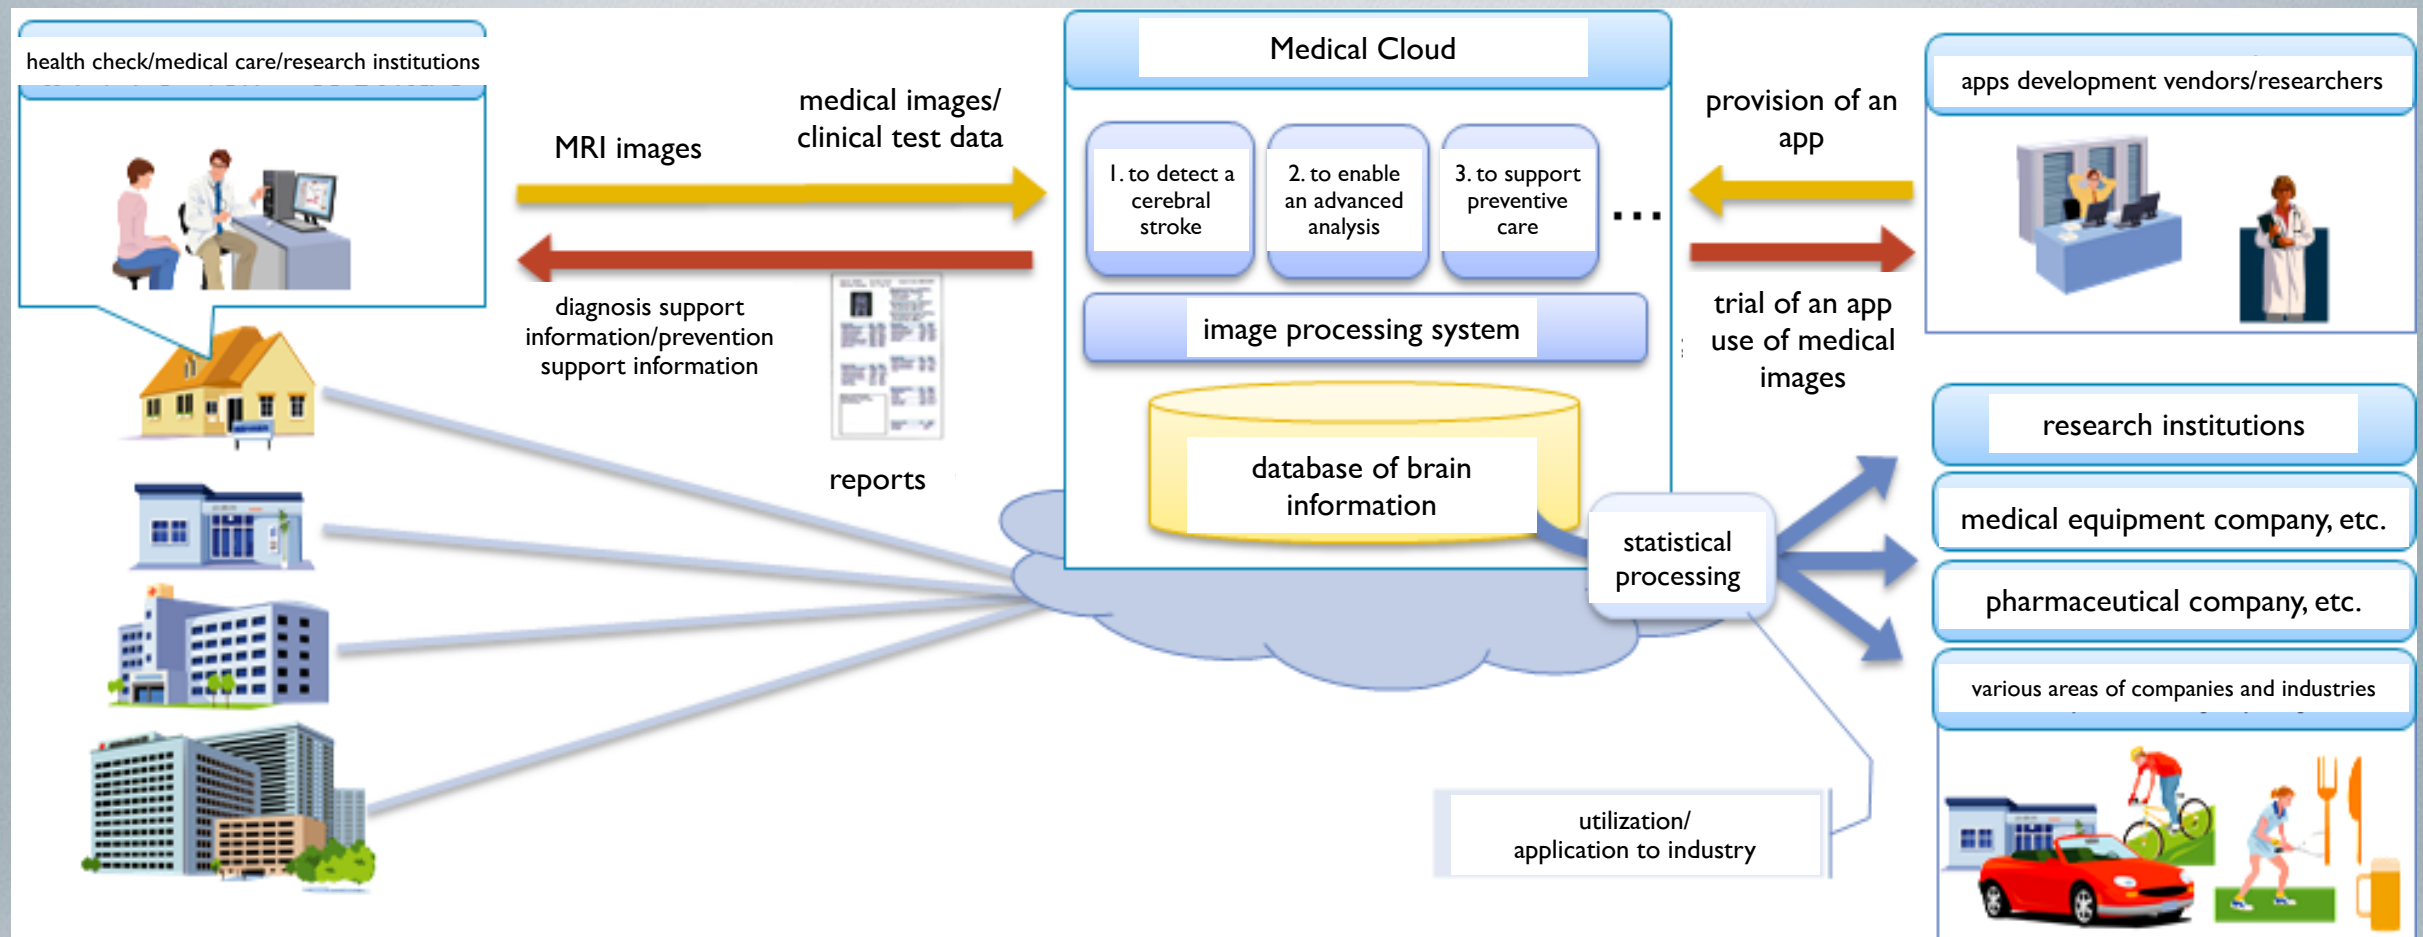 health check/medical care/research institutions
MRI images
medical images/
clinical test data
diagnosis support
information/prevention
support information
reports
Medical Cloud
1. to detect a
cerebral
stroke
2. to enable
an advanced
analysis
3. to support
preventive
care
...
image processing system
database of brain
information
statistical
processing
provision of an
app
trial of an app
use of medical
images
apps development vendors/researchers
research institutions
medical equipment company, etc.
pharmaceutical company, etc.
various areas of companies and industries
utilization/
application to industry